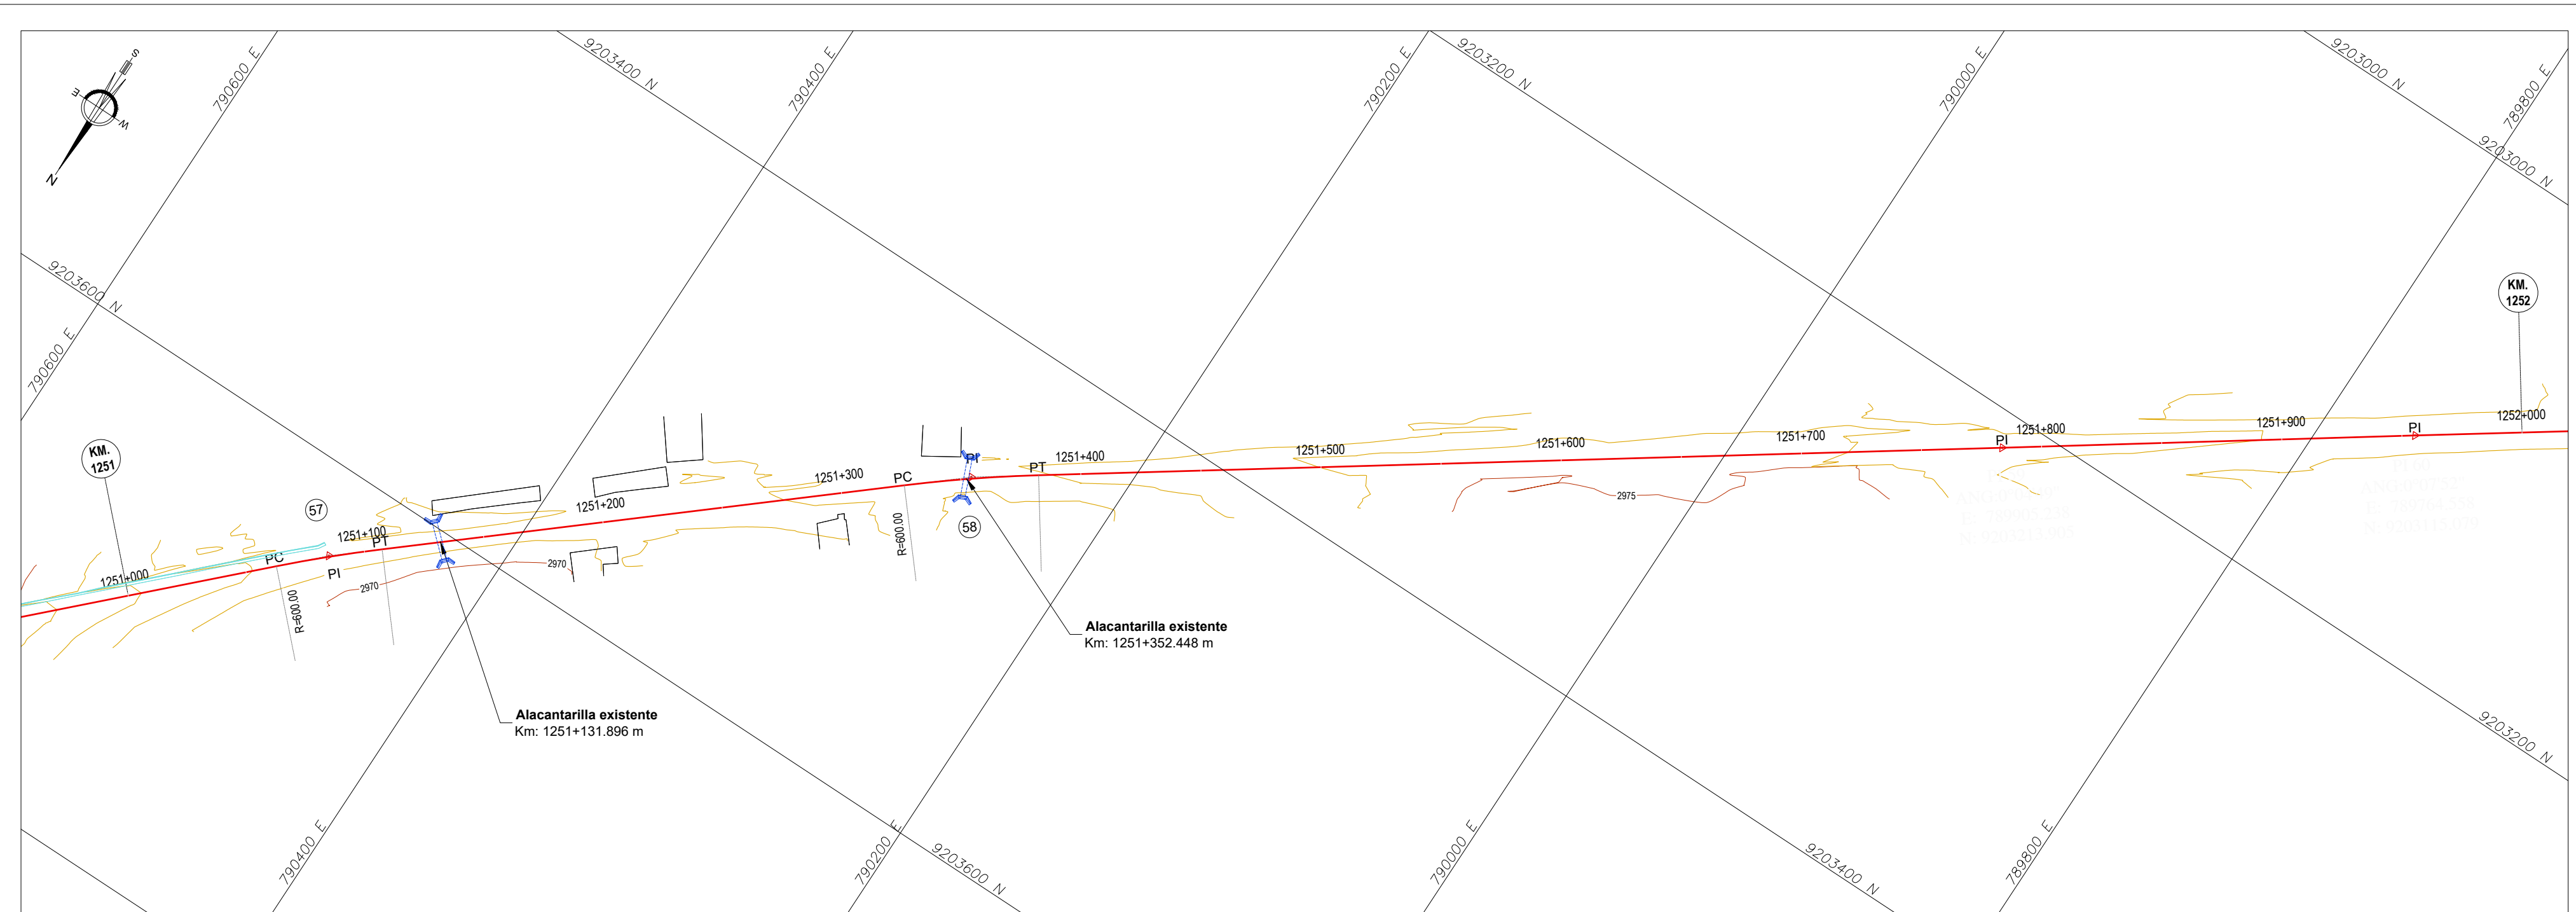 790600 E
9203400 N
790400 E
790200 E
9203200 N
790000 E
9203000 N
789800 E
9203000 N
S
E
W
N
9203600 N
790600 E
KM.
1251
KM.
1252
57
1251+000
PC
R=600.00
PI
1251+100
PT
2970
2970
1251+200
1251+300
PC
R=600.00
PI
58
PT
1251+400
1251+500
1251+600
2975
1251+700
PI
1251+800
1251+900
PI
1252+000
Alacantarilla existente
Km: 1251+352.448 m
Alacantarilla existente
Km: 1251+131.896 m
790400 E
790200 E
9203600 N
790000 E
9203400 N
789800 E
9203200 N